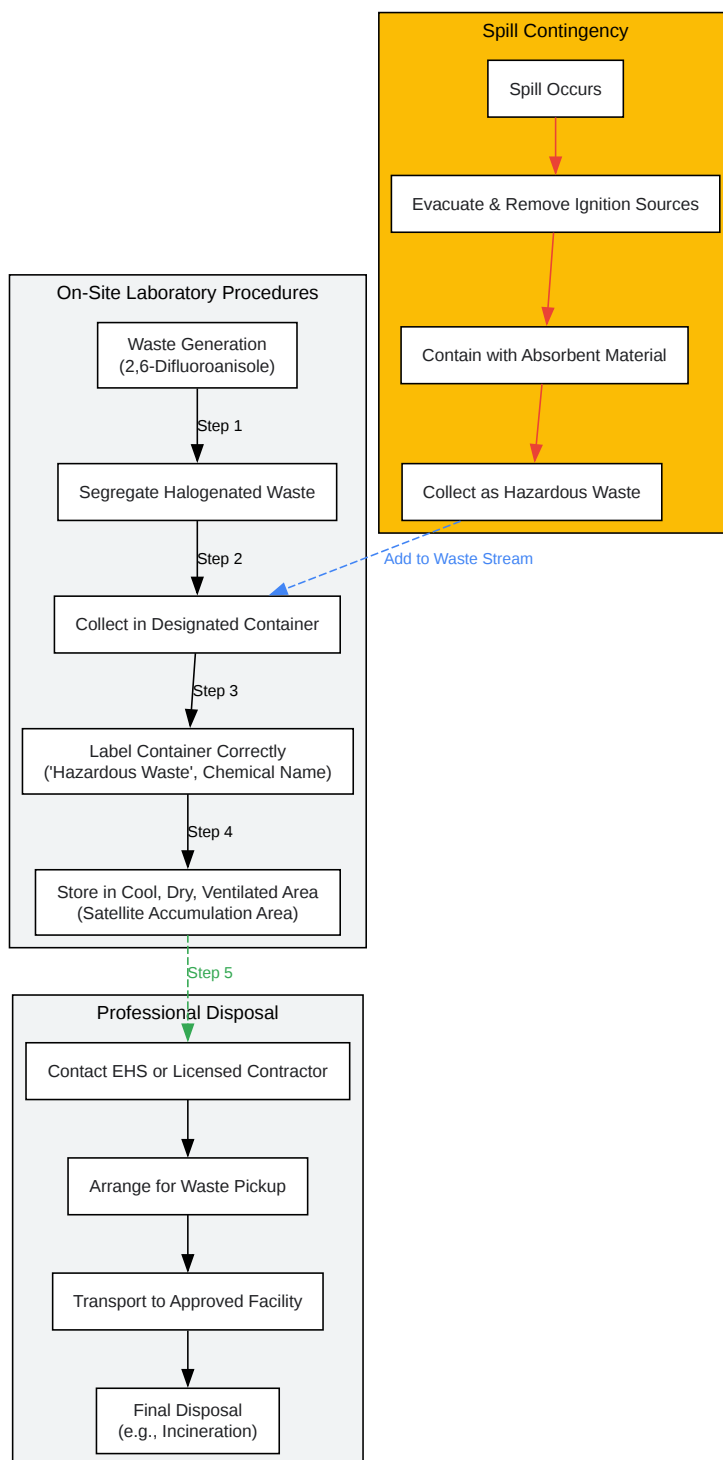 Spill Contingency
Spill Occurs
Evacuate & Remove Ignition Sources
Contain with Absorbent Material
Collect as Hazardous Waste
Add to Waste Stream
On-Site Laboratory Procedures
Waste Generation
(2,6-Difluoroanisole)
Step 1
Segregate Halogenated Waste
Step 2
Collect in Designated Container
Step 3
Label Container Correctly
('Hazardous Waste', Chemical Name)
Step 4
Store in Cool, Dry, Ventilated Area
(Satellite Accumulation Area)
Step 5
Professional Disposal
Contact EHS or Licensed Contractor
Arrange for Waste Pickup
Transport to Approved Facility
Final Disposal
(e.g., Incineration)